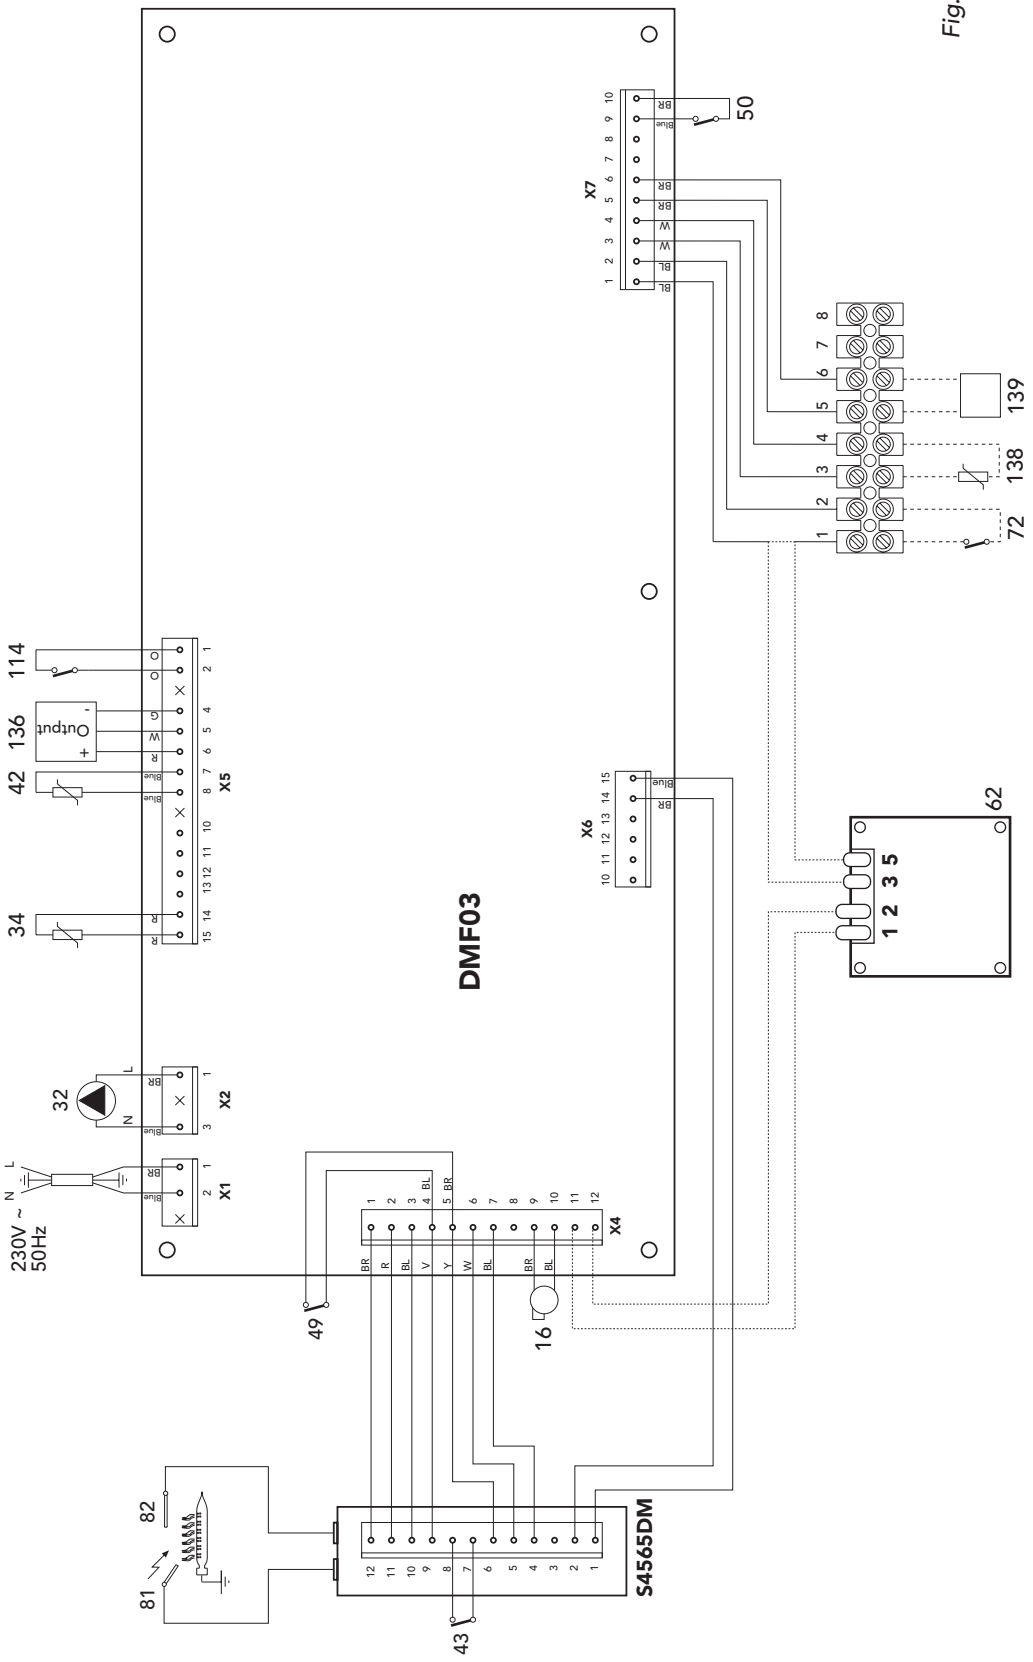 Fig.
DMF03
230V ~
50Hz
N L
32
N L
34
42
136
114
+ Output -
Blue BR
Blue BR
R R
Blue Blue R W G O O
2 1
X1
3 1
X2
15 14 13 12 11 10 8 7 6 5 4 2 1
X5
49
1
2
3
4 BL
5 BR
6
7
8
9
10
11
12
X4
BR
R
BL
V
Y
W
BL
BR
BL
16
81
82
12
11
10
9
8
7
6
5
4
3
2
1
S4565DM
43
X6
10 11 12 13 14 15
BR Blue
X7
1 2 3 4 5 6 7 8 9 10
BL BL W W BR BR Blue BR
50
1 2 3 4 5 6 7 8
72
138
139
62
1 2 3 5